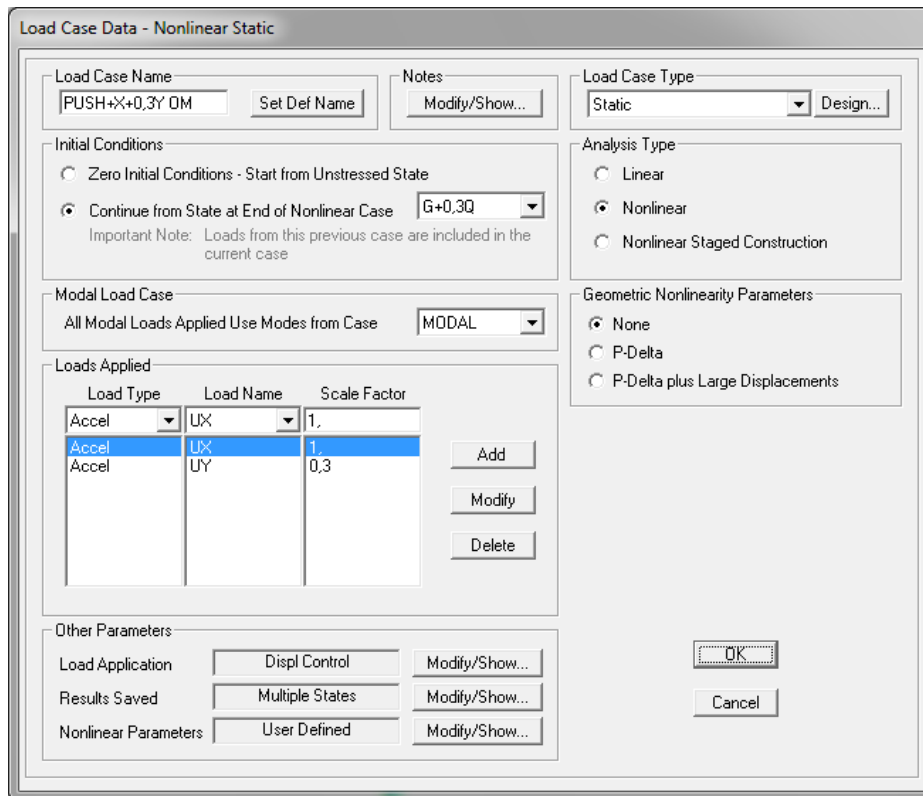 Load Case Data - Nonlinear Static
Load Case Name
PUSH+X+0,3Y OM
Set Def Name
Notes
Modify/Show...
Load Case Type
Static
Design...
Initial Conditions
Zero Initial Conditions - Start from Unstressed State
Continue from State at End of Nonlinear Case
G+0,3Q
Important Note: Loads from this previous case are included in the
current case
Analysis Type
Linear
Nonlinear
Nonlinear Staged Construction
Modal Load Case
All Modal Loads Applied Use Modes from Case
MODAL
Geometric Nonlinearity Parameters
None
P-Delta
P-Delta plus Large Displacements
Loads Applied
Load Type Load Name Scale Factor
Accel UX 1,
Accel UX 1,
Accel UY 0,3
Add
Modify
Delete
Other Parameters
Load Application Displ Control Modify/Show...
Results Saved Multiple States Modify/Show...
Nonlinear Parameters User Defined Modify/Show...
OK
Cancel